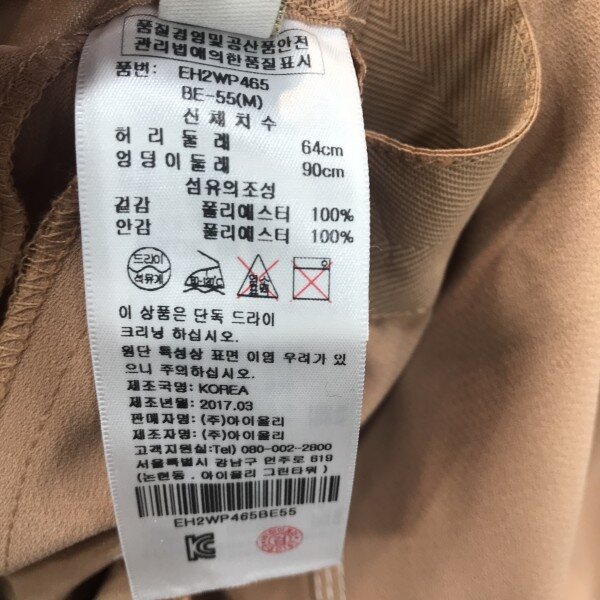 품질경영및공산품안전
관리법에의한품질표시
품번: EH2WP465
BE-55(M)
신체치수
허리둘레 64cm
엉덩이둘레 90cm
섬유의조성
겉감 폴리에스터 100%
안감 폴리에스터 100%
드라이
석유계
염소
표백
이 상품은 단독 드라이
크리닝 하십시오.
원단 특성상 표면 이염 우려가 있
으니 주의하십시오.
제조국명: KOREA
제조년월: 2017.03
판매자명: (주)아이올리
제조자명: (주)아이올리
고객지원실:Tel) 080-002-2800
서울특별시 강남구 언주로 619
(논현동, 아이올리 그린타워)
EH2WP465BE55